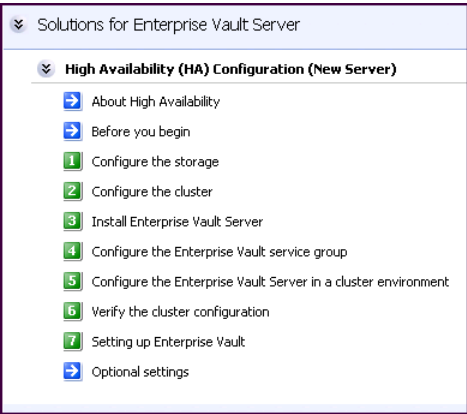 Solutions for Enterprise Vault Server
High Availability (HA) Configuration (New Server)
About High Availability
Before you begin
1 Configure the storage
2 Configure the cluster
3 Install Enterprise Vault Server
4 Configure the Enterprise Vault service group
5 Configure the Enterprise Vault Server in a cluster environment
6 Verify the cluster configuration
7 Setting up Enterprise Vault
Optional settings